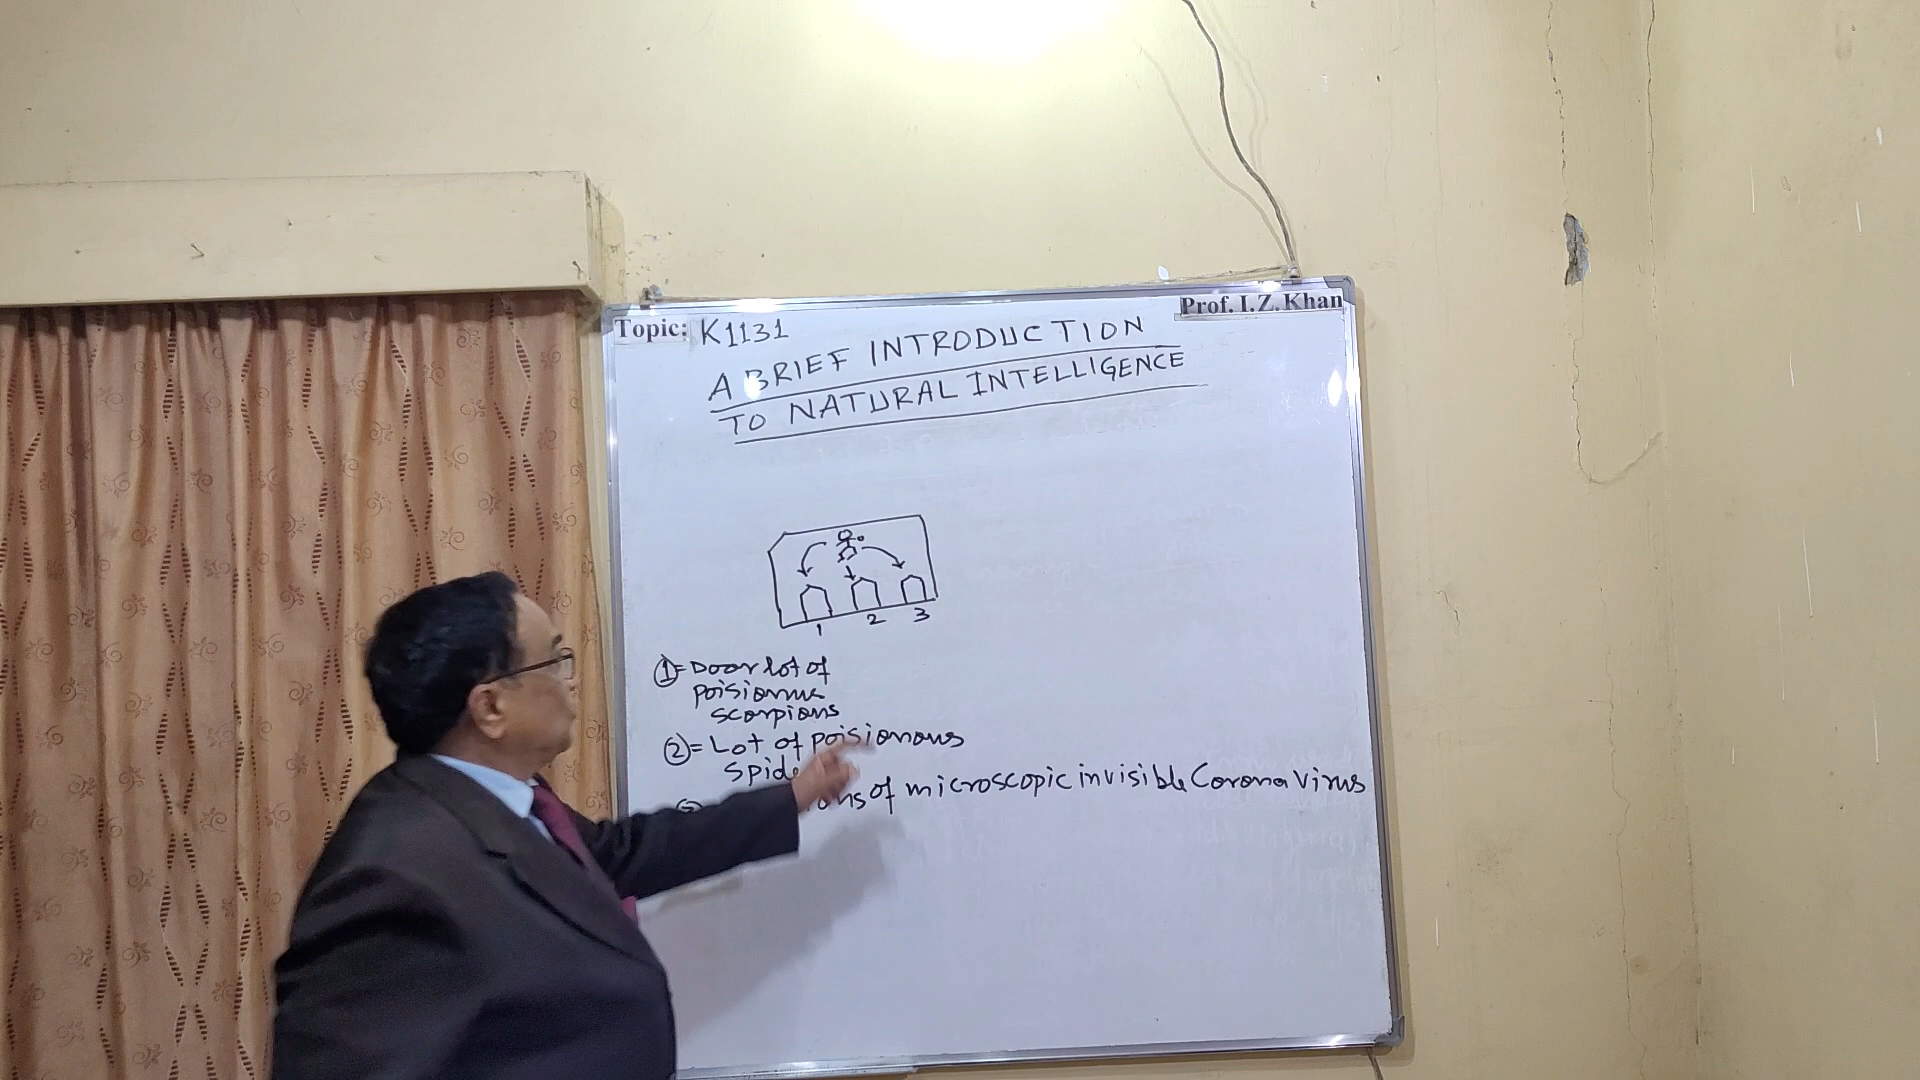 Topic: K1131
Prof. I.Z. Khan
A BRIEF INTRODUCTION
TO NATURAL INTELLIGENCE
1 2 3
①= Door lot of
poisionus
scorpions
②= Lot of poisionous
Spide
ons of microscopic invisible Corona Virus